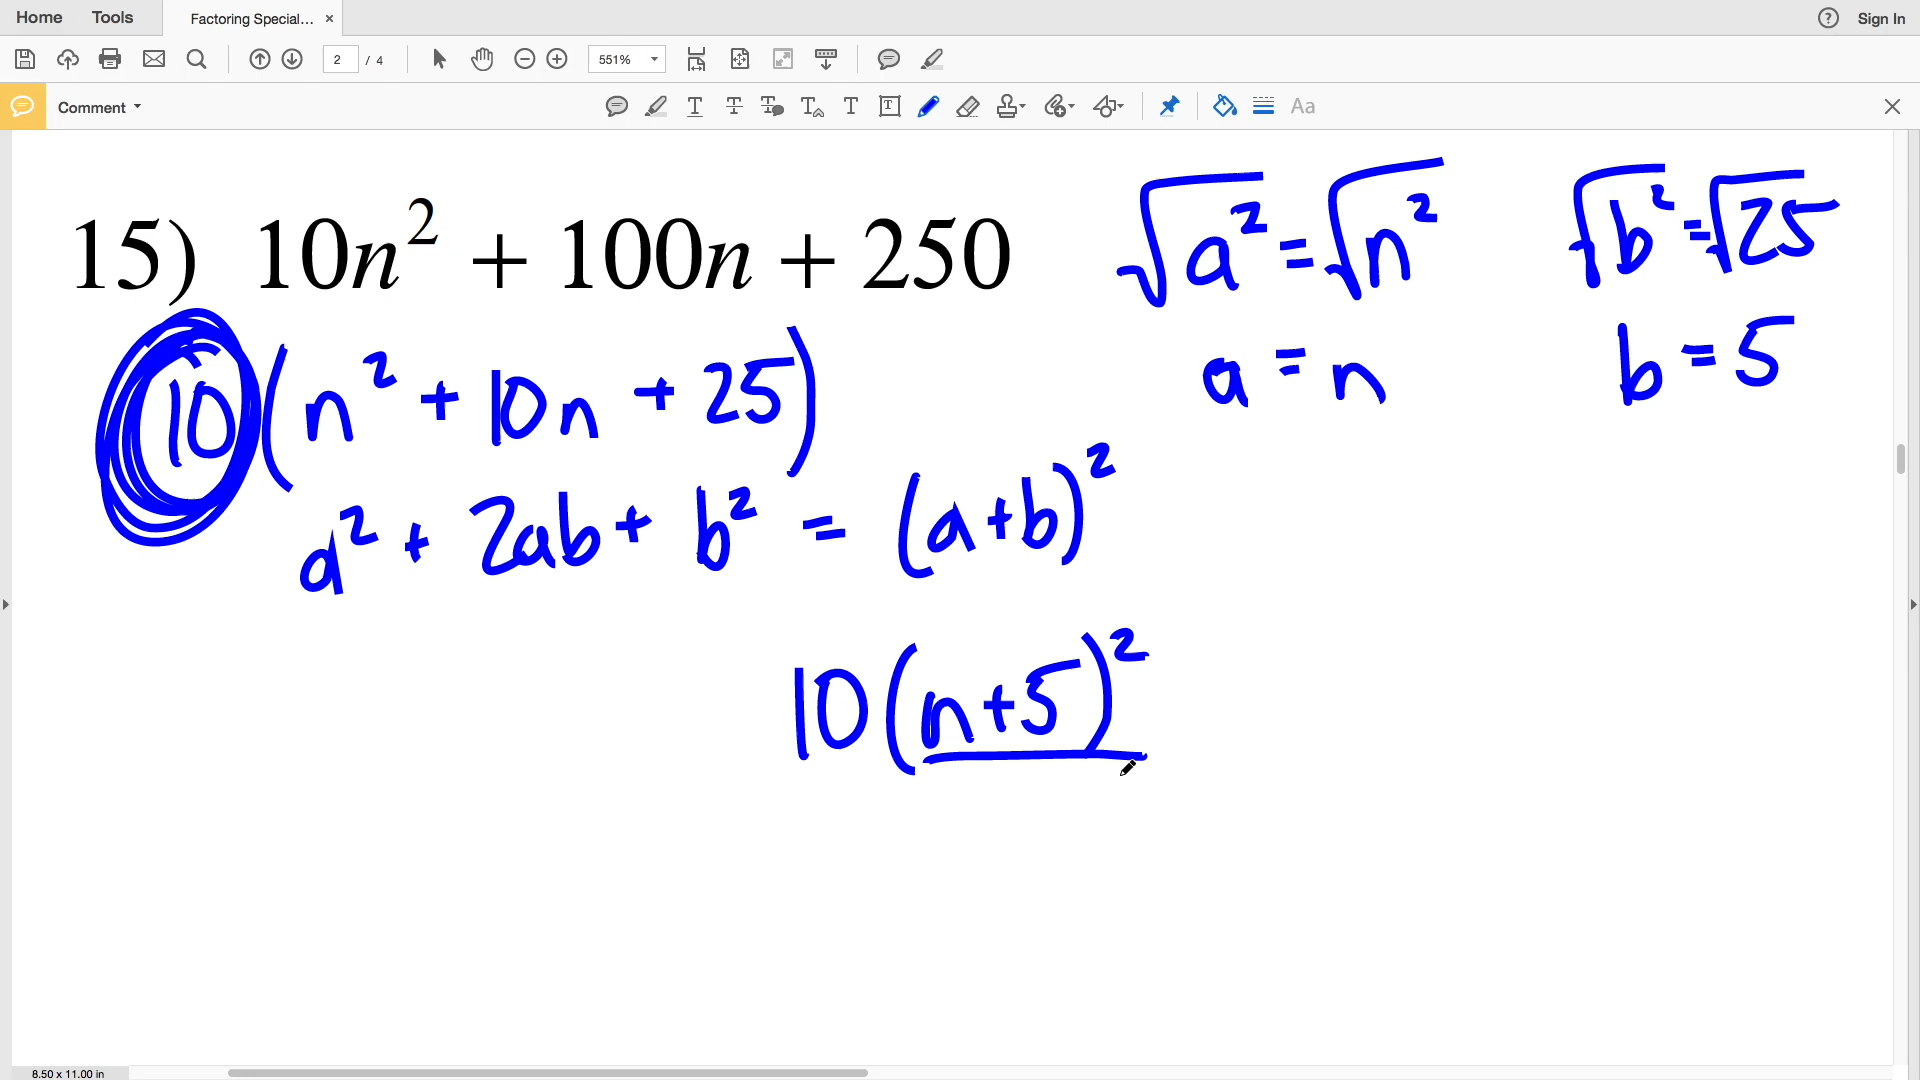 Home Tools Factoring Special... × ? Sign In
2 / 4 551%
Comment T T T T T T Aa
15) 10n² + 100n + 250
√a² = √n² √b² = √25
10(n² + 10n + 25)
a = n b = 5
a² + 2ab + b² = (a+b)²
10(n+5)²
8.50 x 11.00 in